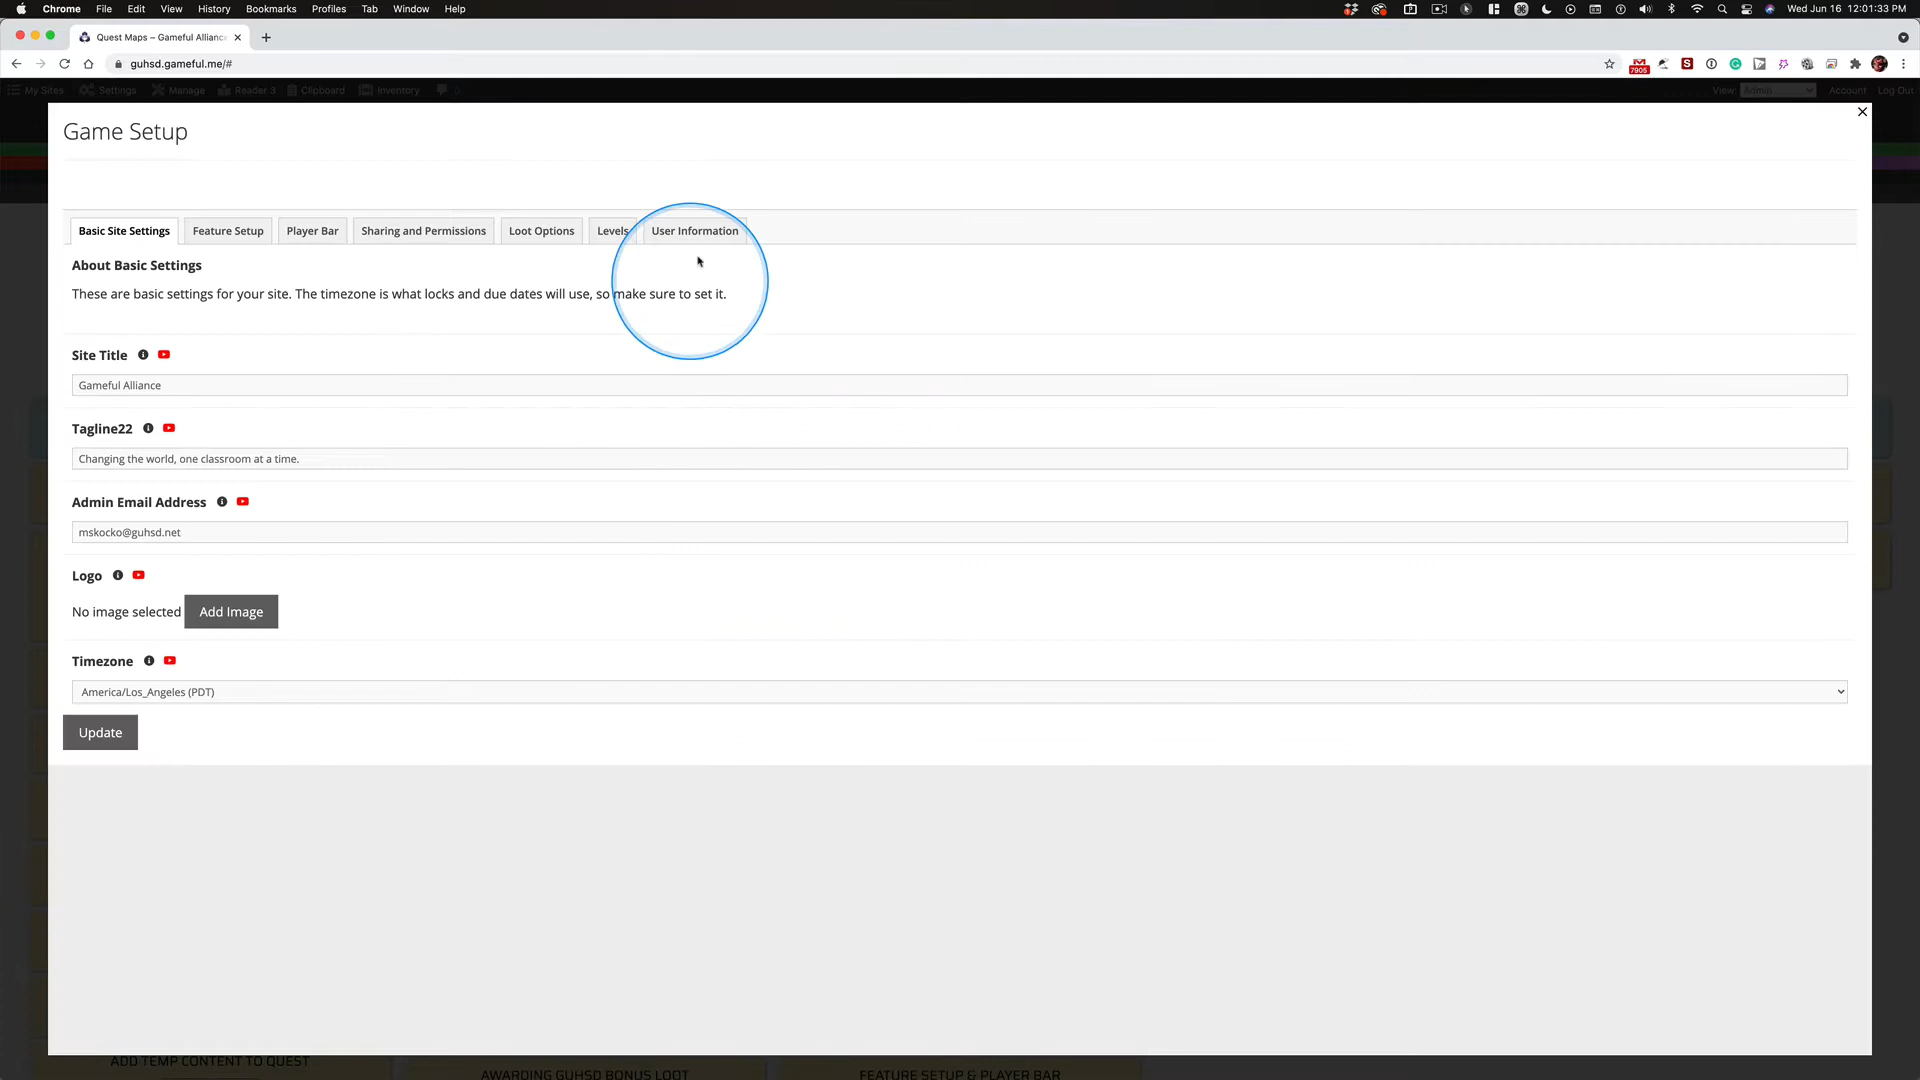 Chrome File Edit View History Bookmarks Profiles Tab Window Help Wed Jun 16 12:01:33 PM
Quest Maps – Gameful Alliance
guhsd.gameful.me/#
7905
My Sites Settings Manage Reader 3 Clipboard Inventory View: Admin Account Log Out
Game Setup
Basic Site Settings Feature Setup Player Bar Sharing and Permissions Loot Options Levels User Information
About Basic Settings
These are basic settings for your site. The timezone is what locks and due dates will use, so make sure to set it.
Site Title
Gameful Alliance
Tagline22
Changing the world, one classroom at a time.
Admin Email Address
mskocko@guhsd.net
Logo
No image selected Add Image
Timezone
America/Los_Angeles (PDT)
Update
ADD TEMP CONTENT TO QUEST
AWARDING GUHSD BONUS LOOT
FEATURE SETUP & PLAYER BAR